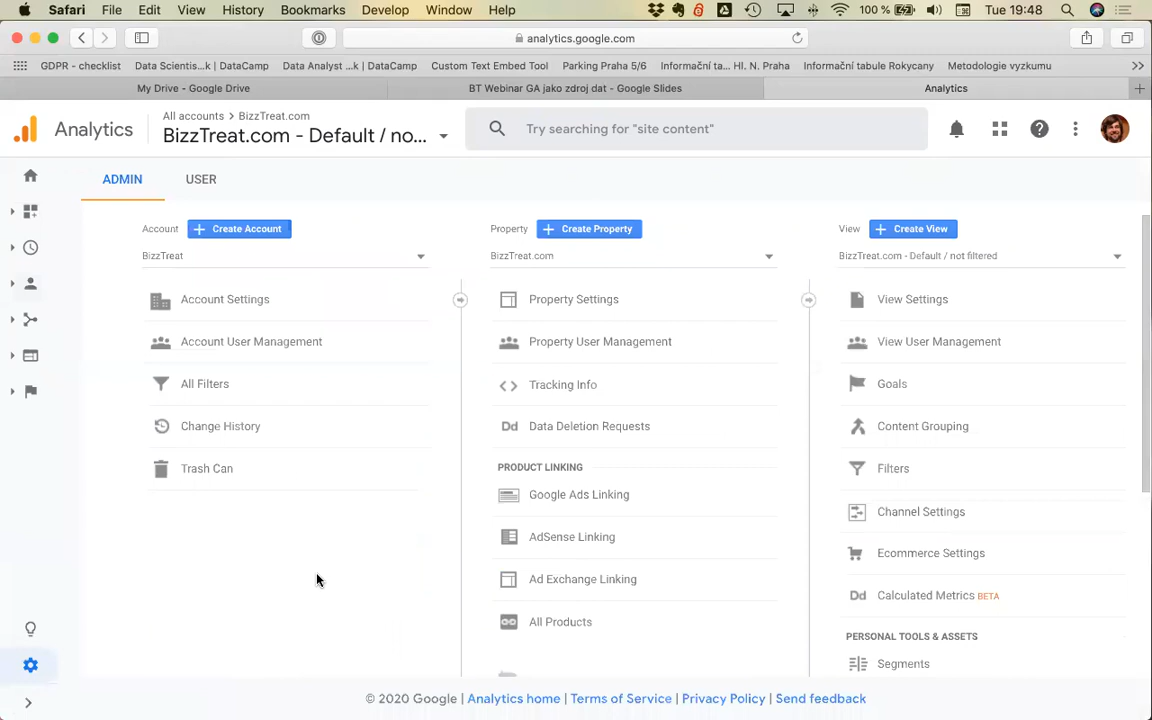 Safari File Edit View History Bookmarks Develop Window Help 100 % Tue 19:48
analytics.google.com
GDPR - checklist Data Scientis...k | DataCamp Data Analyst ...k | DataCamp Custom Text Embed Tool Parking Praha 5/6 Informační ta... Hl. N. Praha Informační tabule Rokycany Metodologie vyzkumu
My Drive - Google Drive BT Webinar GA jako zdroj dat - Google Slides Analytics
Analytics
All accounts > BizzTreat.com
BizzTreat.com - Default / no...
Try searching for "site content"
ADMIN USER
Account + Create Account
BizzTreat
Account Settings
Account User Management
All Filters
Change History
Trash Can
Property + Create Property
BizzTreat.com
Property Settings
Property User Management
Tracking Info
Dd Data Deletion Requests
PRODUCT LINKING
Google Ads Linking
AdSense Linking
Ad Exchange Linking
All Products
View + Create View
BizzTreat.com - Default / not filtered
View Settings
View User Management
Goals
Content Grouping
Filters
Channel Settings
Ecommerce Settings
Dd Calculated Metrics BETA
PERSONAL TOOLS & ASSETS
Segments
© 2020 Google | Analytics home | Terms of Service | Privacy Policy | Send feedback